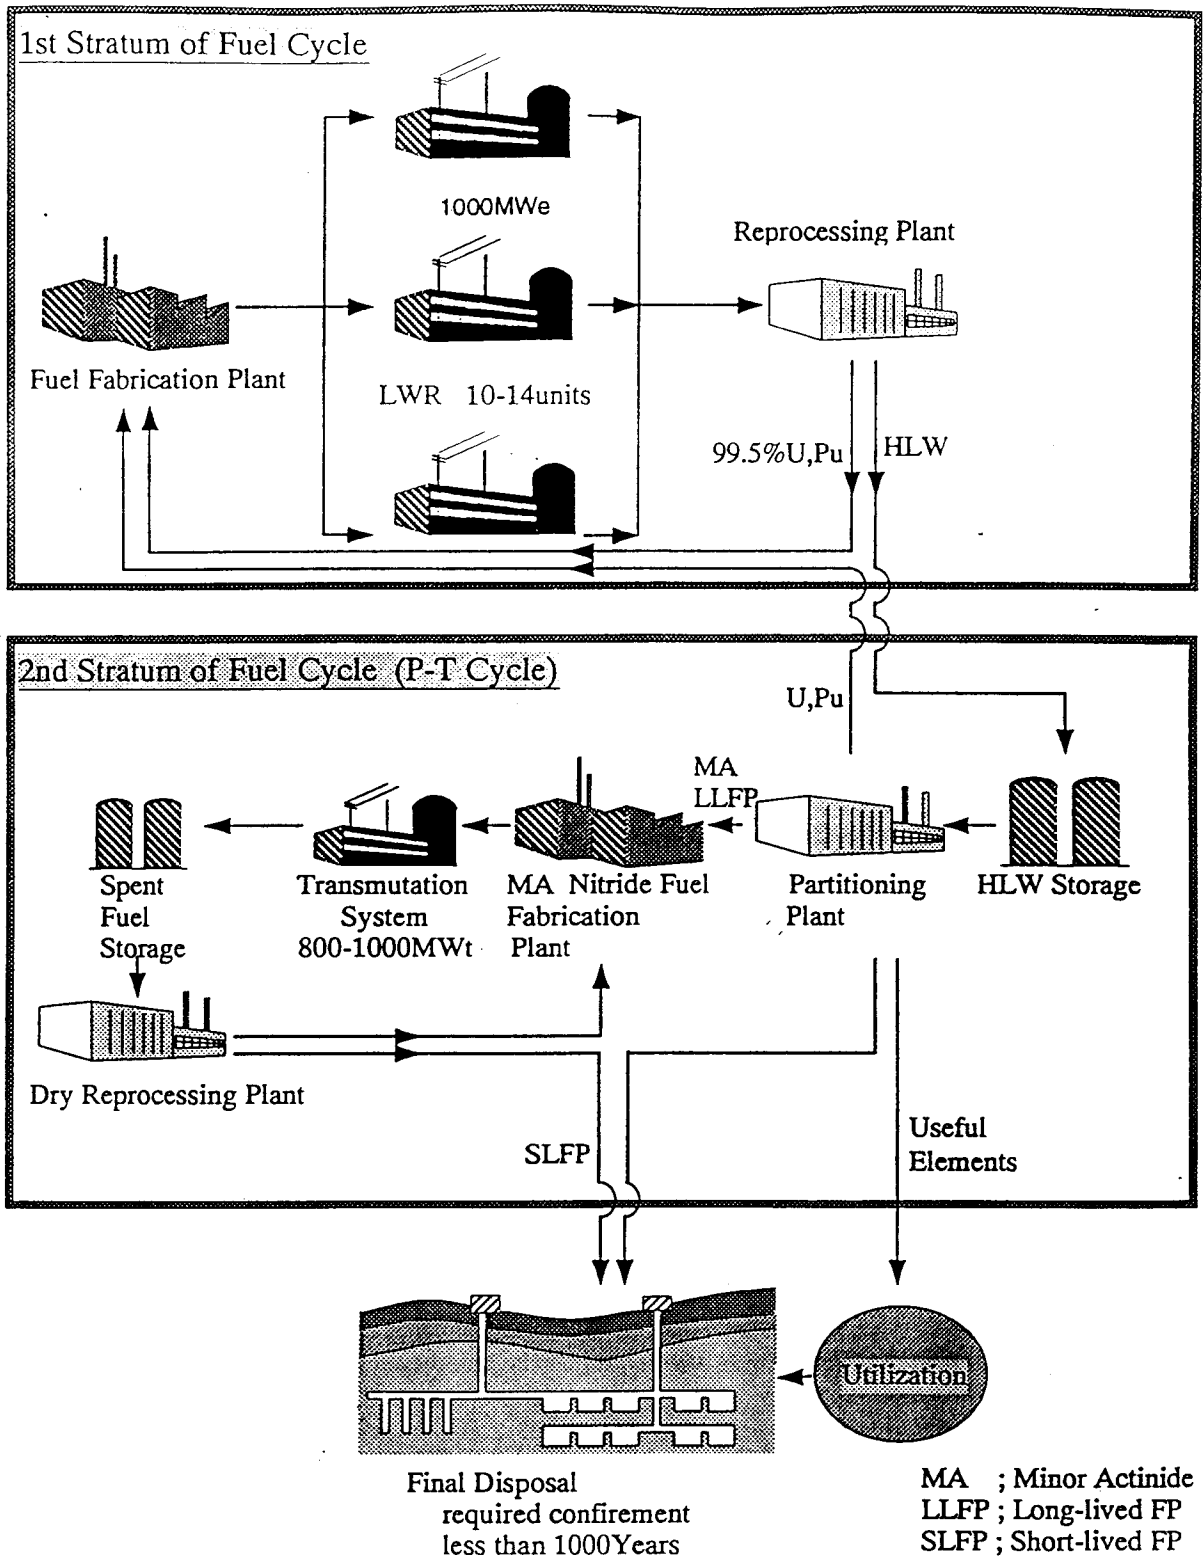 1st Stratum of Fuel Cycle
1000MWe
Reprocessing Plant
Fuel Fabrication Plant
LWR 10-14units
99.5%U,Pu
HLW
2nd Stratum of Fuel Cycle (P-T Cycle)
U,Pu
MA
LLFP
Spent
Fuel
Storage
Transmutation
System
800-1000MWt
MA Nitride Fuel
Fabrication
Plant
Partitioning
Plant
HLW Storage
Dry Reprocessing Plant
SLFP
Useful
Elements
Utilization
Final Disposal
required confirement
less than 1000Years
MA ; Minor Actinide
LLFP ; Long-lived FP
SLFP ; Short-lived FP